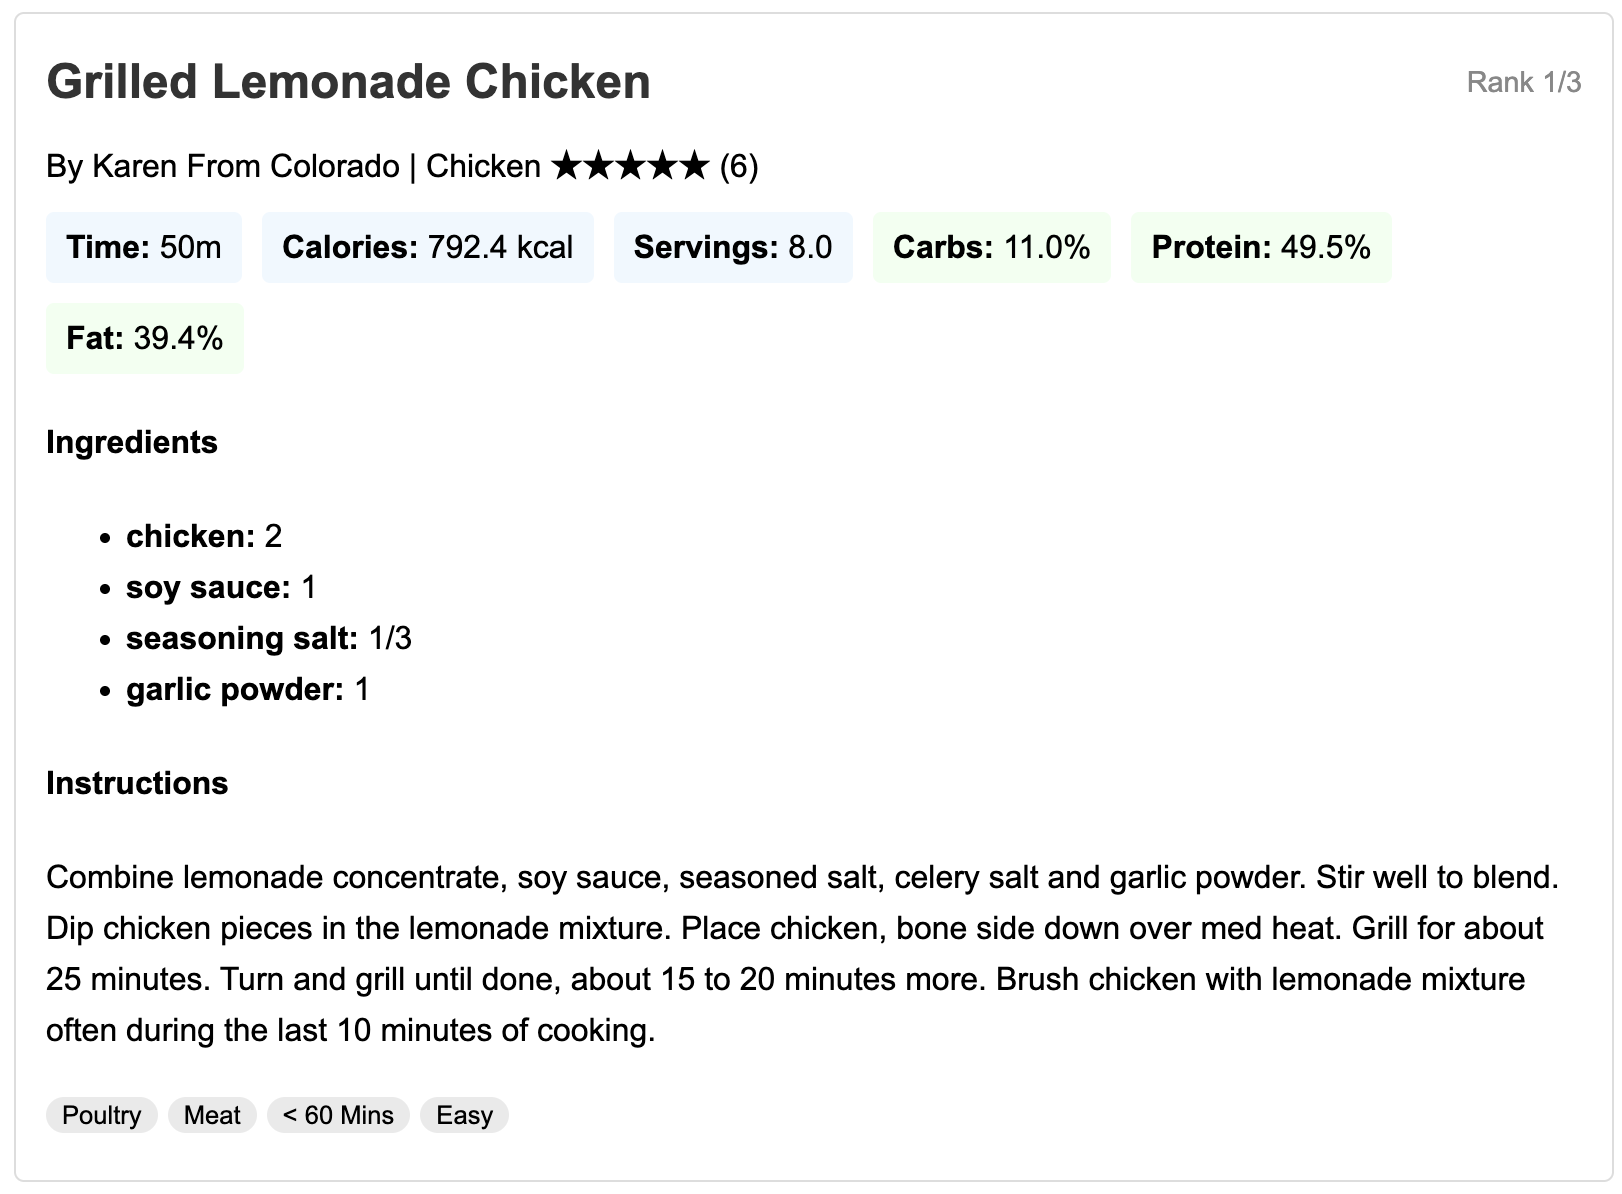 Grilled Lemonade Chicken Rank 1/3
By Karen From Colorado | Chicken ★★★★★ (6)
Time: 50m Calories: 792.4 kcal Servings: 8.0 Carbs: 11.0% Protein: 49.5%
Fat: 39.4%
Ingredients
• chicken: 2
• soy sauce: 1
• seasoning salt: 1/3
• garlic powder: 1
Instructions
Combine lemonade concentrate, soy sauce, seasoned salt, celery salt and garlic powder. Stir well to blend.
Dip chicken pieces in the lemonade mixture. Place chicken, bone side down over med heat. Grill for about
25 minutes. Turn and grill until done, about 15 to 20 minutes more. Brush chicken with lemonade mixture
often during the last 10 minutes of cooking.
Poultry Meat < 60 Mins Easy